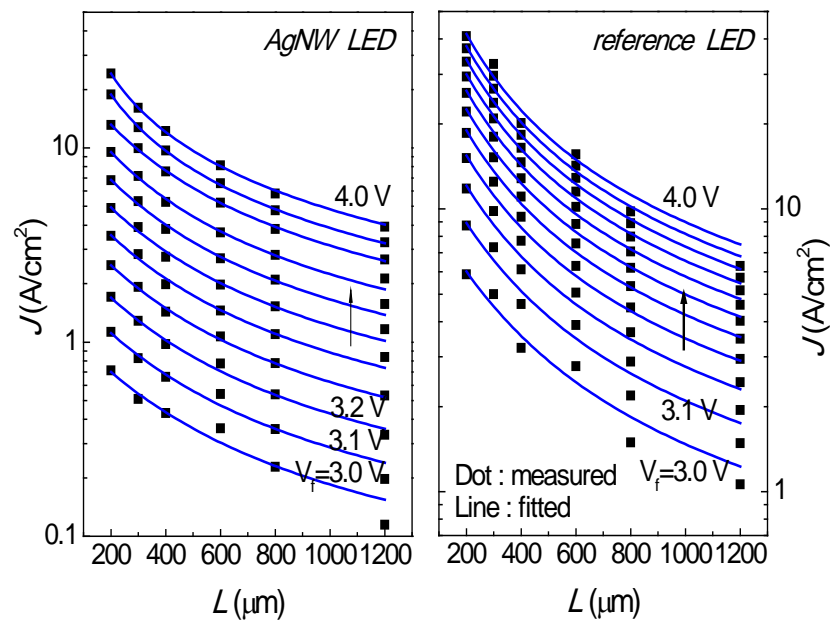 AgNW LED
10
1
0.1
J (A/cm²)
4.0 V
3.2 V
3.1 V
V_f=3.0 V
200 400 600 800 1000 1200
L (μm)
reference LED
4.0 V
3.1 V
V_f=3.0 V
Dot : measured
Line : fitted
10
1
J (A/cm²)
200 400 600 800 1000 1200
L (μm)